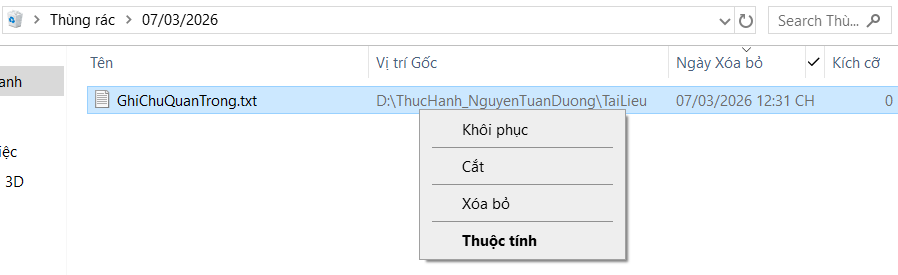 Thùng rác > 07/03/2026 Search Thù...
Tên Vị trí Gốc Ngày Xóa bỏ Kích cỡ
anh
GhiChuQuanTrong.txt D:\ThucHanh_NguyenTuanDuong\TaiLieu 07/03/2026 12:31 CH 0
Khôi phục
iệc
Cắt
3D
Xóa bỏ
Thuộc tính